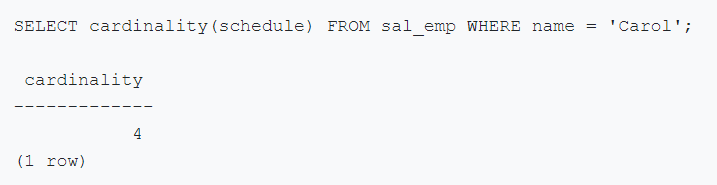 SELECT cardinality(schedule) FROM sal_emp WHERE name = 'Carol';
cardinality
-------------
4
(1 row)